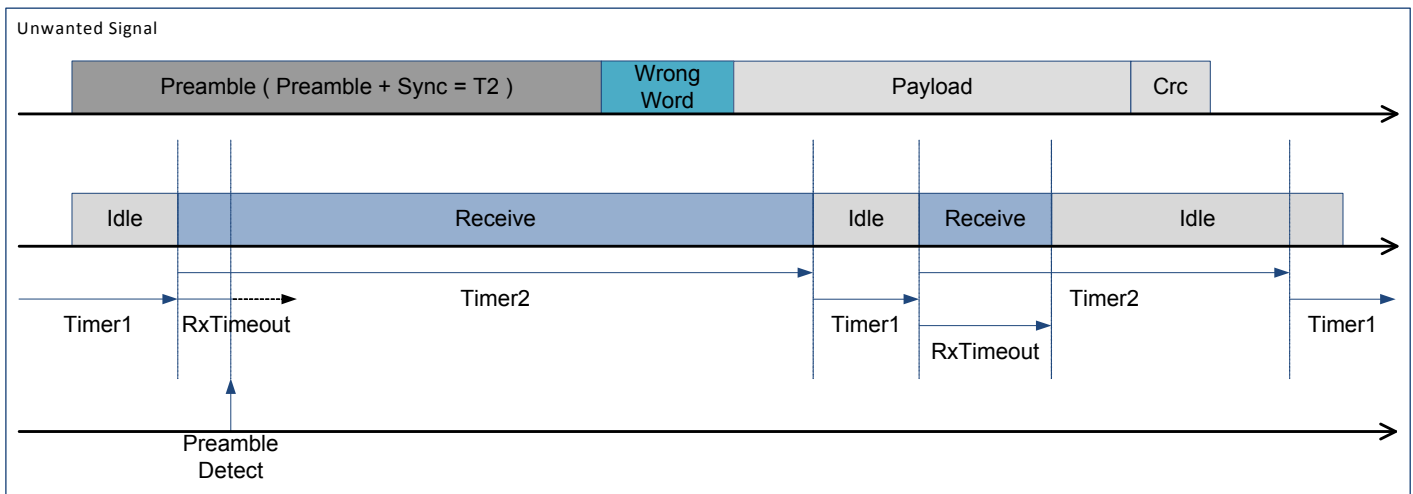 Unwanted Signal
Preamble ( Preamble + Sync = T2 )
Wrong
Word
Payload
Crc
Idle
Receive
Idle
Receive
Idle
Timer2
Timer2
Timer1
RxTimeout
Timer1
Timer1
RxTimeout
Preamble
Detect